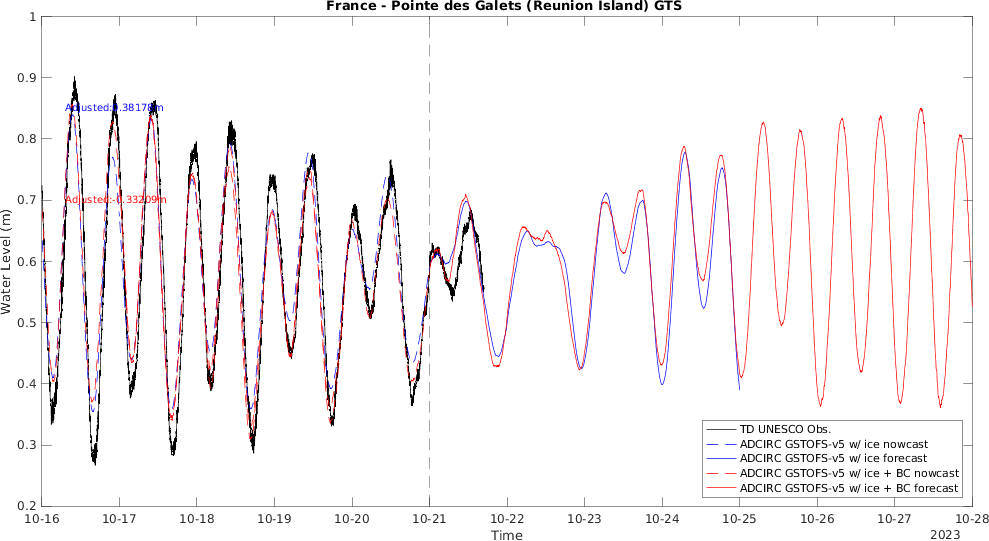 France - Pointe des Galets (Reunion Island) GTS
1
0.9
0.8
0.7
0.6
0.5
0.4
0.3
0.2
Water Level (m)
Adjusted:0.38178m
Adjusted:-0.33209m
TD UNESCO Obs.
ADCIRC GSTOFS-v5 w/ ice nowcast
ADCIRC GSTOFS-v5 w/ ice forecast
ADCIRC GSTOFS-v5 w/ ice + BC nowcast
ADCIRC GSTOFS-v5 w/ ice + BC forecast
10-16 10-17 10-18 10-19 10-20 10-21 10-22 10-23 10-24 10-25 10-26 10-27 10-28
Time
2023